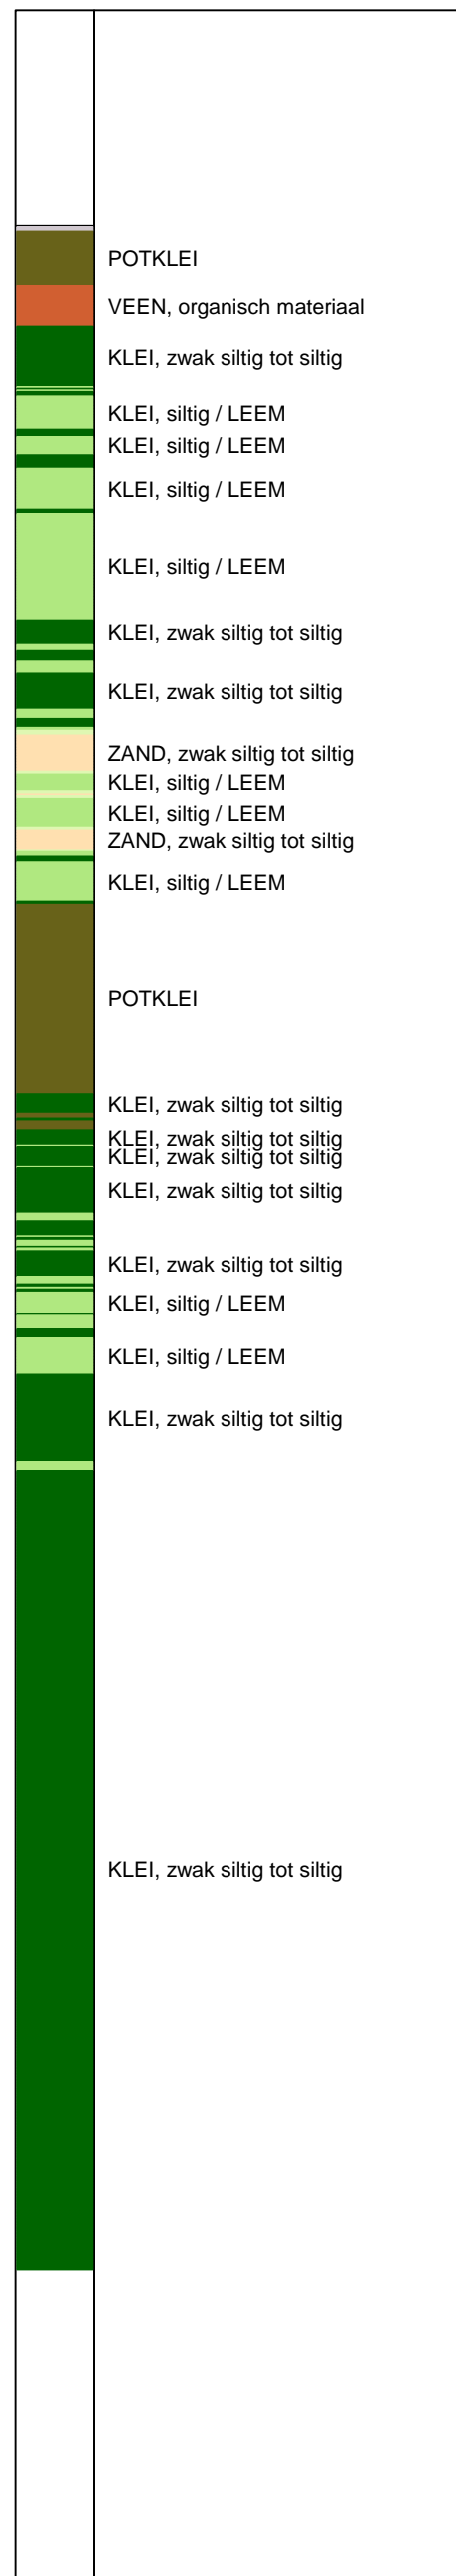 POTKLEI
VEEN, organisch materiaal
KLEI, zwak siltig tot siltig
KLEI, siltig / LEEM
KLEI, siltig / LEEM
KLEI, siltig / LEEM
KLEI, siltig / LEEM
KLEI, zwak siltig tot siltig
KLEI, zwak siltig tot siltig
ZAND, zwak siltig tot siltig
KLEI, siltig / LEEM
KLEI, siltig / LEEM
ZAND, zwak siltig tot siltig
KLEI, siltig / LEEM
POTKLEI
KLEI, zwak siltig tot siltig
KLEI, zwak siltig tot siltig
KLEI, zwak siltig tot siltig
KLEI, zwak siltig tot siltig
KLEI, zwak siltig tot siltig
KLEI, siltig / LEEM
KLEI, siltig / LEEM
KLEI, zwak siltig tot siltig
KLEI, zwak siltig tot siltig